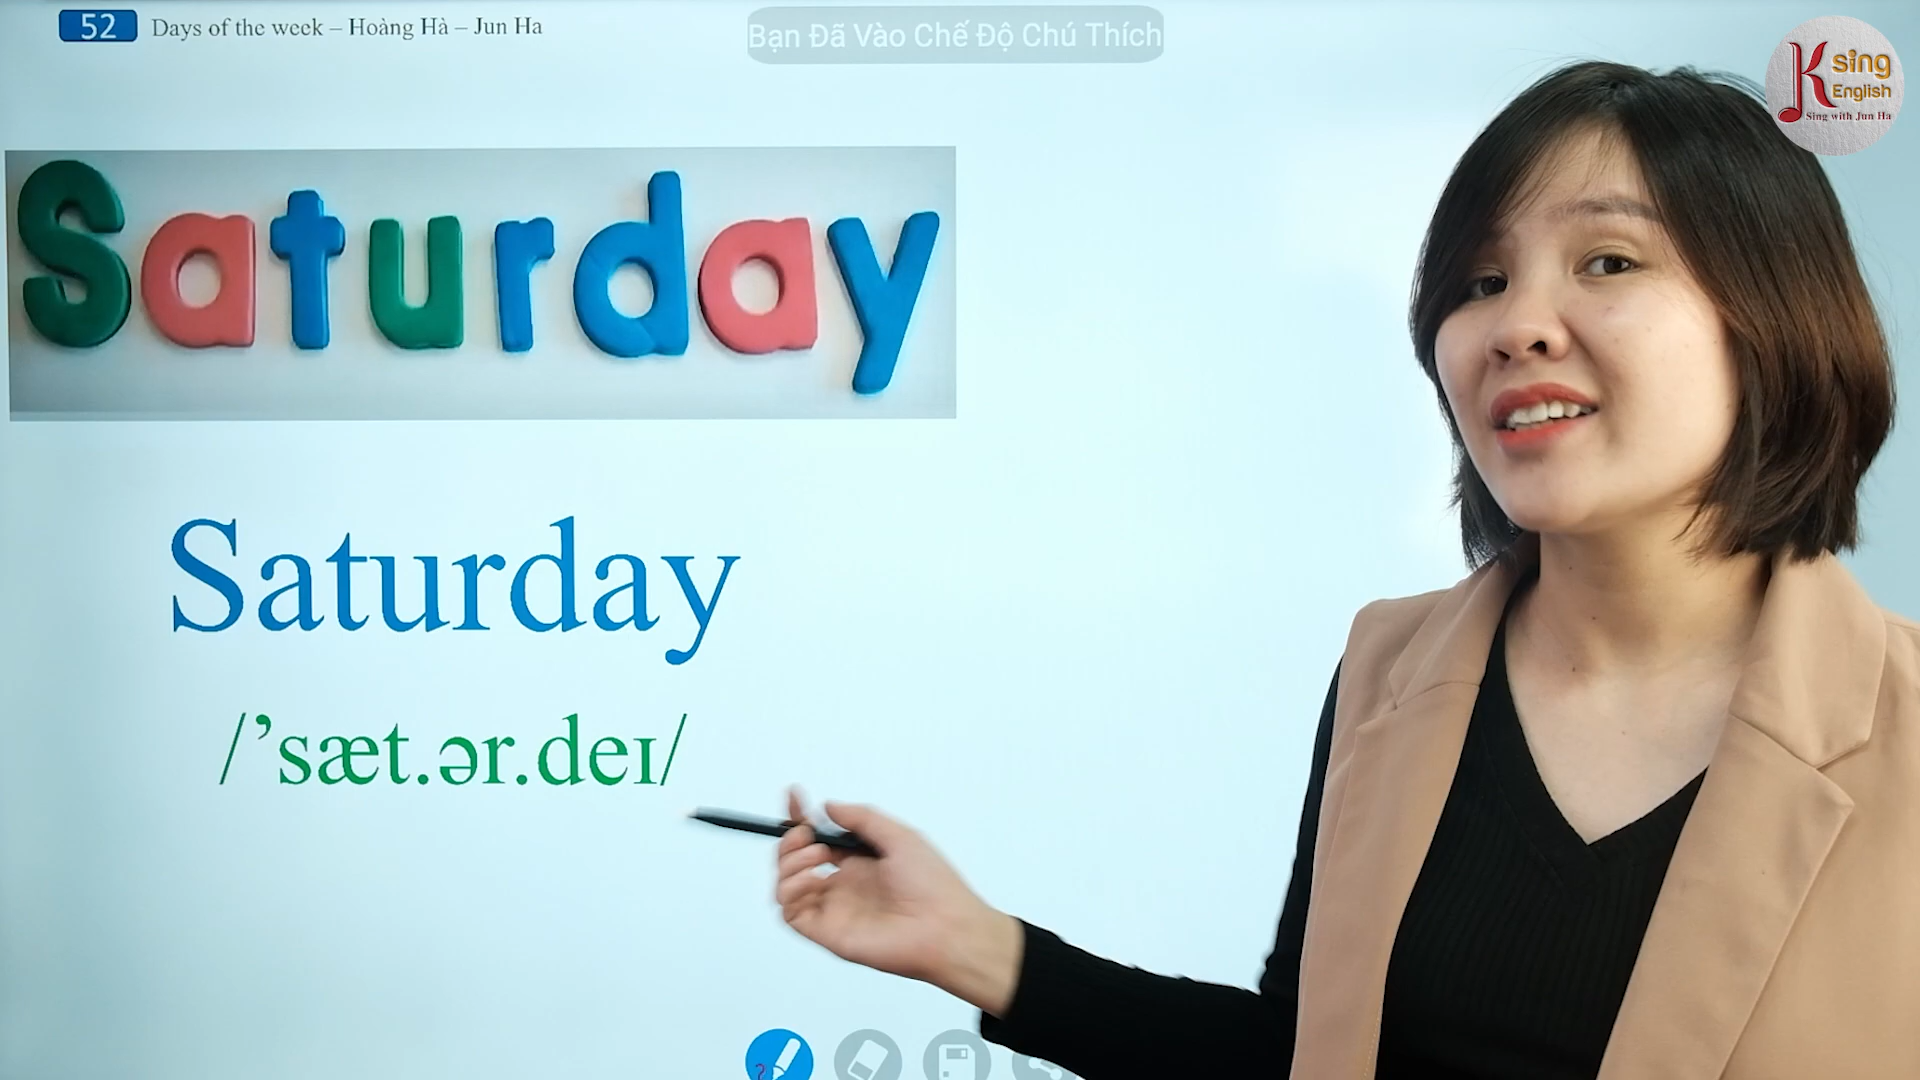 52 Days of the week – Hoàng Hà – Jun Ha
Bạn Đã Vào Chế Độ Chú Thích
K sing
English
Sing with Jun Ha
Saturday
Saturday
/’sæt.ər.deɪ/